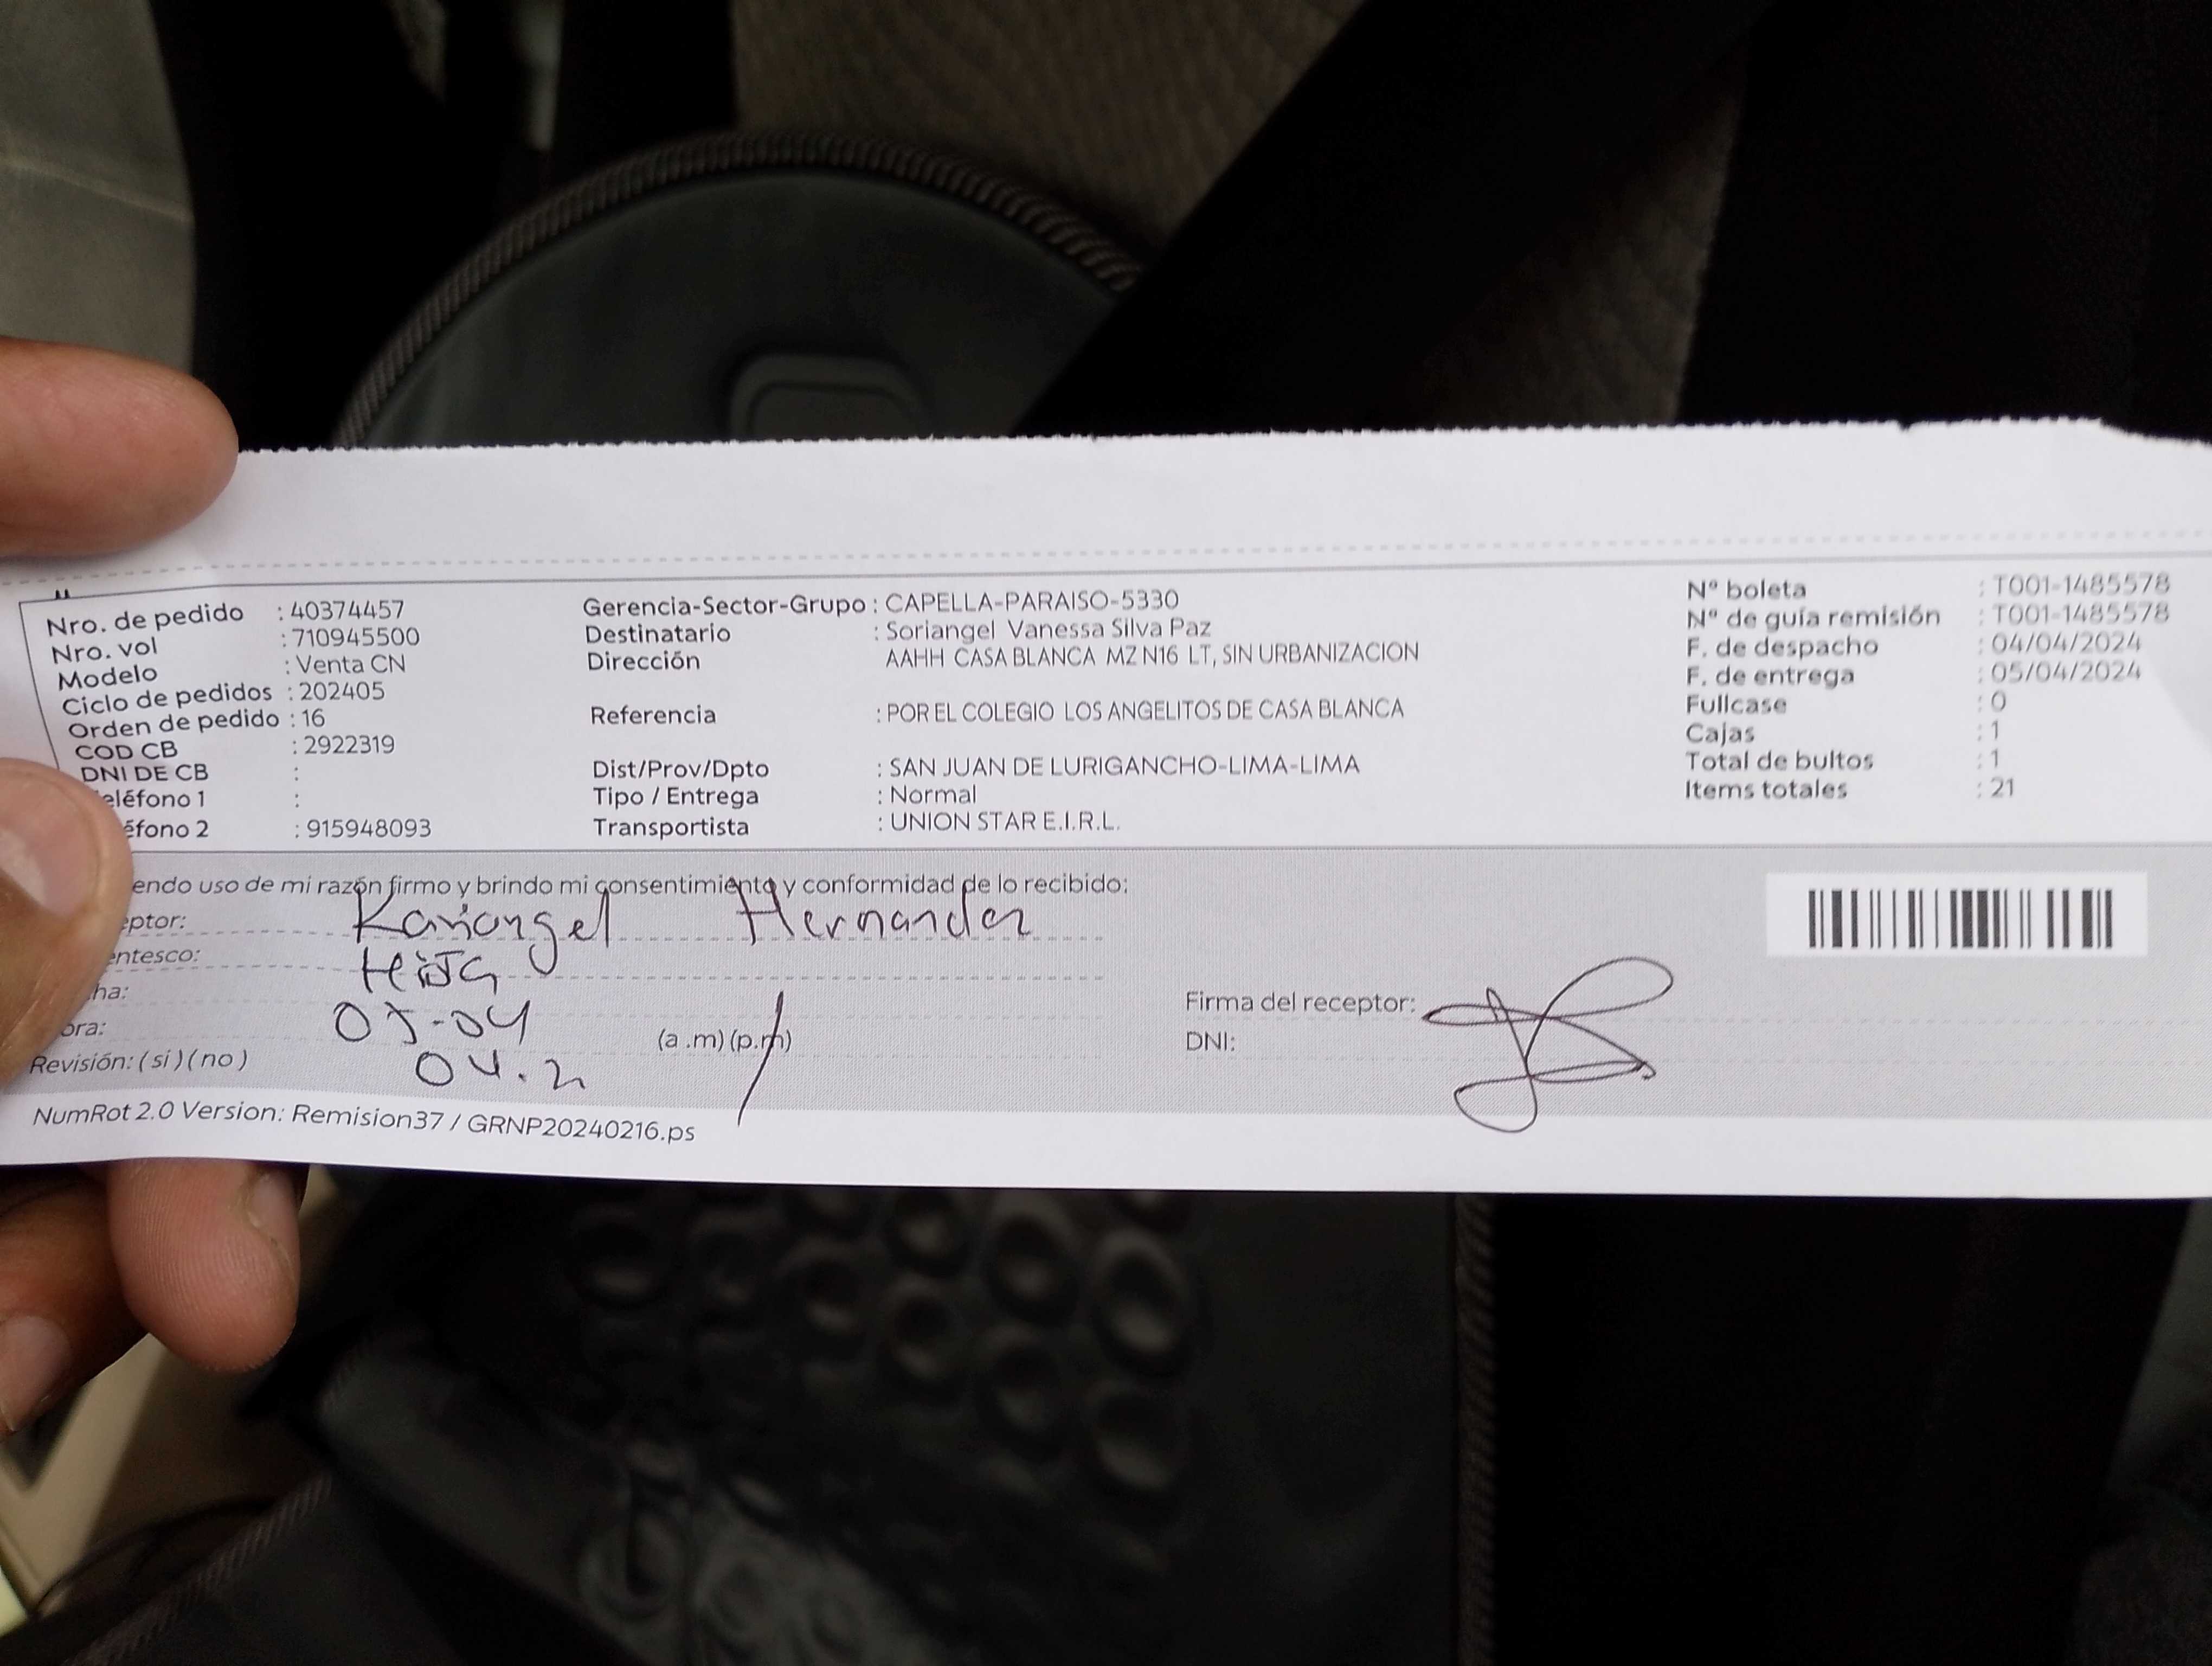 Nro. de pedido : 40374457
Nro. vol : 710945500
Modelo : Venta CN
Ciclo de pedidos : 202405
Orden de pedido : 16
COD CB : 2922319
DNI DE CB :
eléfono 1 :
éfono 2 : 915948093
Gerencia-Sector-Grupo : CAPELLA-PARAISO-5330
Destinatario : Soriangel Vanessa Silva Paz
Dirección AAHH CASA BLANCA MZ N16 LT, SIN URBANIZACION
Referencia : POR EL COLEGIO LOS ANGELITOS DE CASA BLANCA
Dist/Prov/Dpto : SAN JUAN DE LURIGANCHO-LIMA-LIMA
Tipo / Entrega : Normal
Transportista : UNION STAR E.I.R.L.
Nº boleta : T001-1485578
Nº de guía remisión : T001-1485578
F. de despacho : 04/04/2024
F. de entrega : 05/04/2024
Fullcase : 0
Cajas : 1
Total de bultos : 1
Items totales : 21
endo uso de mi razón firmo y brindo mi consentimiento y conformidad de lo recibido:
eptor: Hernandez
entesco: HiJa
ha: 05-04
ora: 04.2 (a .m) (p.m)
Revisión: ( si ) ( no )
Firma del receptor:
DNI:
NumRot 2.0 Version: Remision37 / GRNP20240216.ps